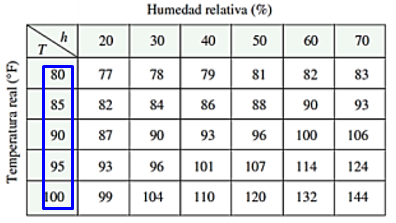 Humedad relativa (%)
T h 20 30 40 50 60 70
Temperatura real (°F)
80 77 78 79 81 82 83
85 82 84 86 88 90 93
90 87 90 93 96 100 106
95 93 96 101 107 114 124
100 99 104 110 120 132 144